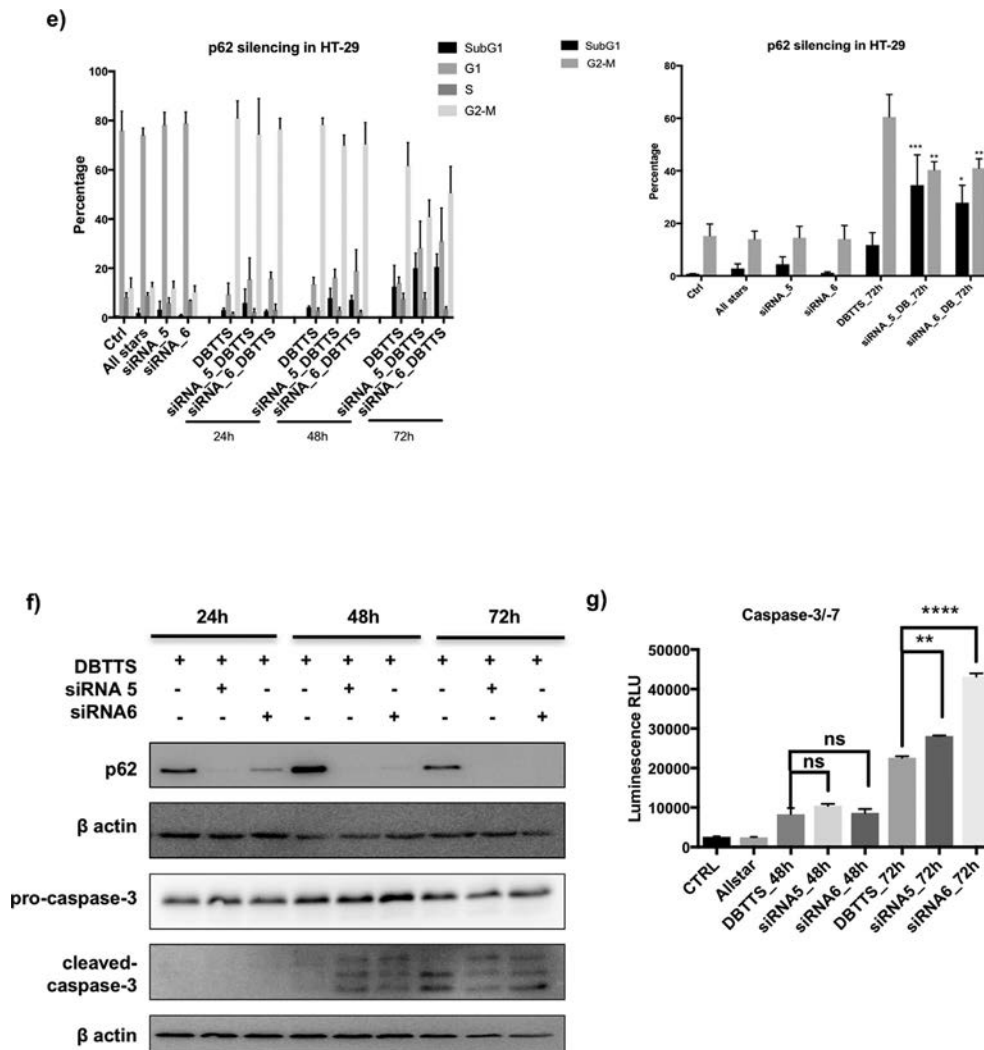 e)
p62 silencing in HT-29
SubG1
G1
S
G2-M
100
80
60
40
20
0
Percentage
Ctrl
All stars
siRNA_5
siRNA_6
DBTTS
siRNA_5_DBTTS
siRNA_6_DBTTS
DBTTS
siRNA_5_DBTTS
siRNA_6_DBTTS
DBTTS
siRNA_5_DBTTS
siRNA_6_DBTTS
24h
48h
72h
p62 silencing in HT-29
SubG1
G2-M
80
60
40
20
0
Percentage
***
**
*
**
Ctrl
All stars
siRNA_5
siRNA_6
DBTTS_72h
siRNA_5_DB_72h
siRNA_6_DB_72h
f)
24h 48h 72h
DBTTS + + + + + + + + +
siRNA 5 - + - - + - - + -
siRNA6 - - + - - + - - +
p62
β actin
pro-caspase-3
cleaved-
caspase-3
β actin
g)
Caspase-3/-7
****
**
ns
ns
50000
40000
30000
20000
10000
0
Luminescence RLU
CTRL
Allstar
DBTTS_48h
siRNA5_48h
siRNA6_48h
DBTTS_72h
siRNA5_72h
siRNA6_72h